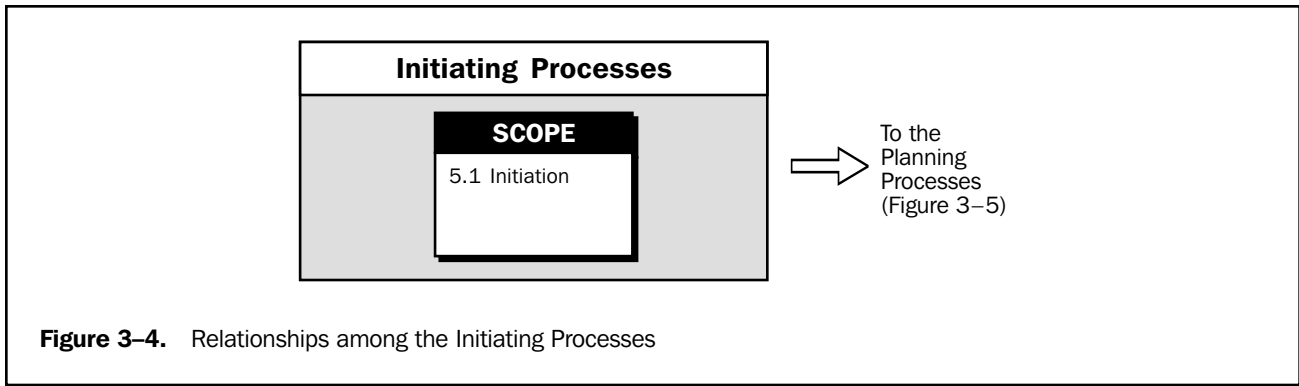 Initiating Processes
SCOPE
5.1 Initiation
To the
Planning
Processes
(Figure 3–5)
Figure 3–4. Relationships among the Initiating Processes